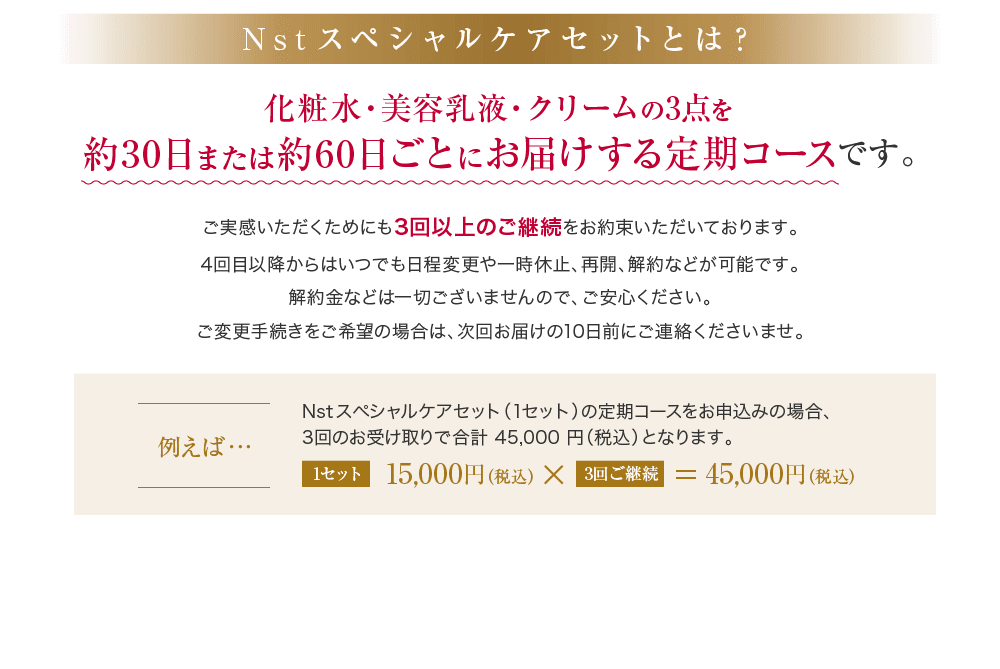 Nstスペシャルケアセットとは？
化粧水・美容乳液・クリームの3点を
約30日または約60日ごとにお届けする定期コースです。
ご実感いただくためにも3回以上のご継続をお約束いただいております。
4回目以降からはいつでも日程変更や一時休止、再開、解約などが可能です。
解約金などは一切ございませんので、ご安心ください。
ご変更手続きをご希望の場合は、次回お届けの10日前にご連絡くださいませ。
例えば…
Nstスペシャルケアセット（1セット）の定期コースをお申込みの場合、
3回のお受け取りで合計 45,000 円（税込）となります。
1セット 15,000円（税込）×3回ご継続＝45,000円（税込）